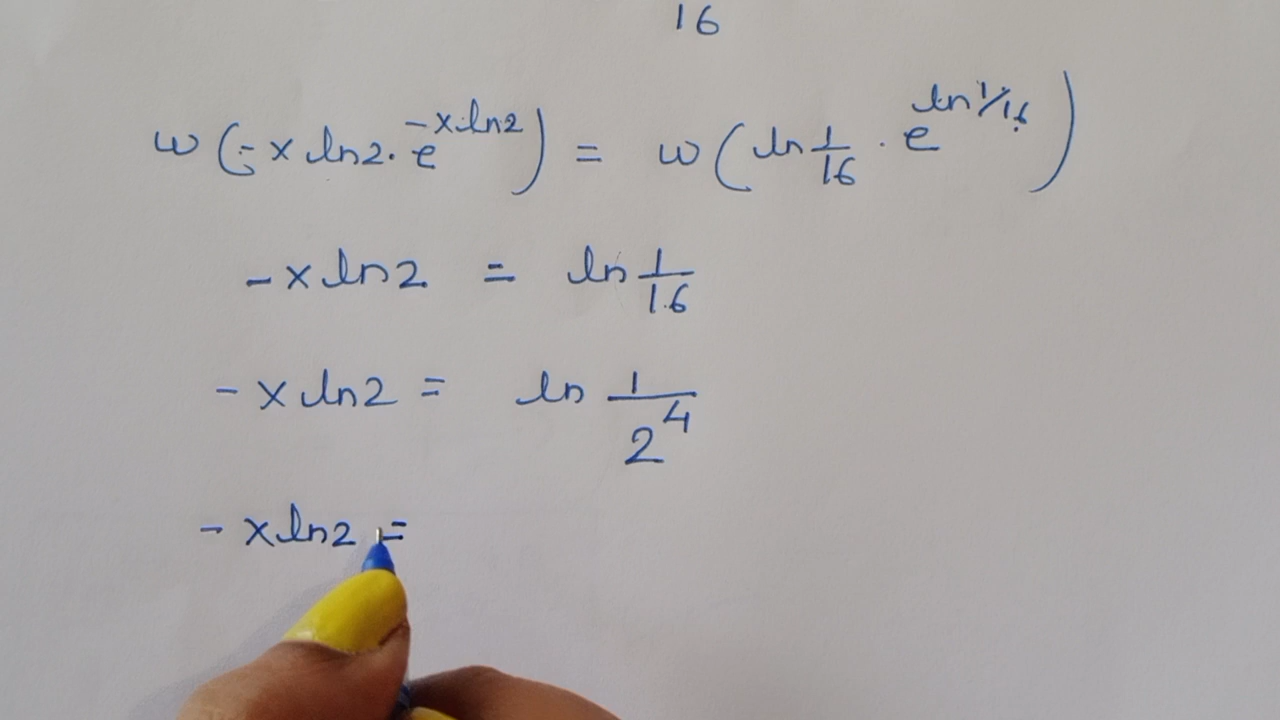 16
w(-x ln2. e^{-x.ln2}) = w(ln 1/16 . e^{ln 1/16})
-x ln2 = ln 1/16
-x ln2 = ln 1/2^4
-x ln2 =